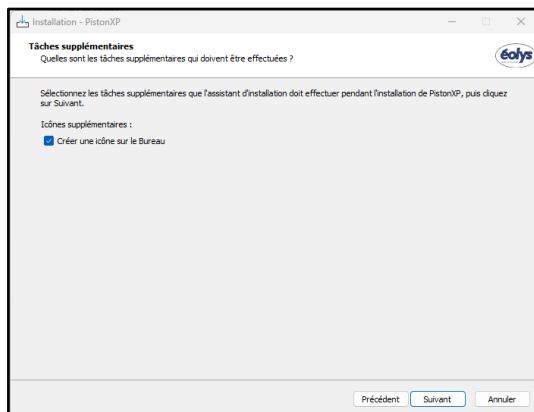 Installation - PistonXP
Tâches supplémentaires
Quelles sont les tâches supplémentaires qui doivent être effectuées ?
éolys
Sélectionnez les tâches supplémentaires que l'assistant d'installation doit effectuer pendant l'installation de PistonXP, puis cliquez
sur Suivant.
Icônes supplémentaires :
Créer une icône sur le Bureau
Précédent Suivant Annuler